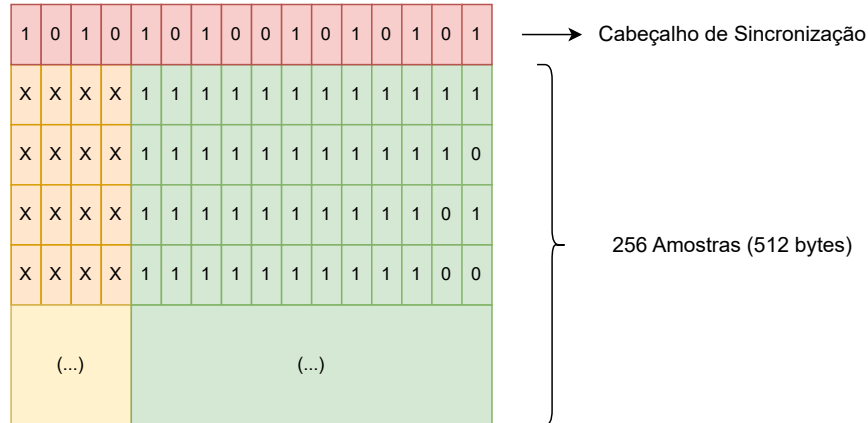 1 0 1 0 1 0 1 0 0 1 0 1 0 1 0 1 Cabeçalho de Sincronização
X X X X 1 1 1 1 1 1 1 1 1 1 1 1
X X X X 1 1 1 1 1 1 1 1 1 1 1 0
X X X X 1 1 1 1 1 1 1 1 1 1 0 1
256 Amostras (512 bytes)
X X X X 1 1 1 1 1 1 1 1 1 1 0 0
(...) (...)